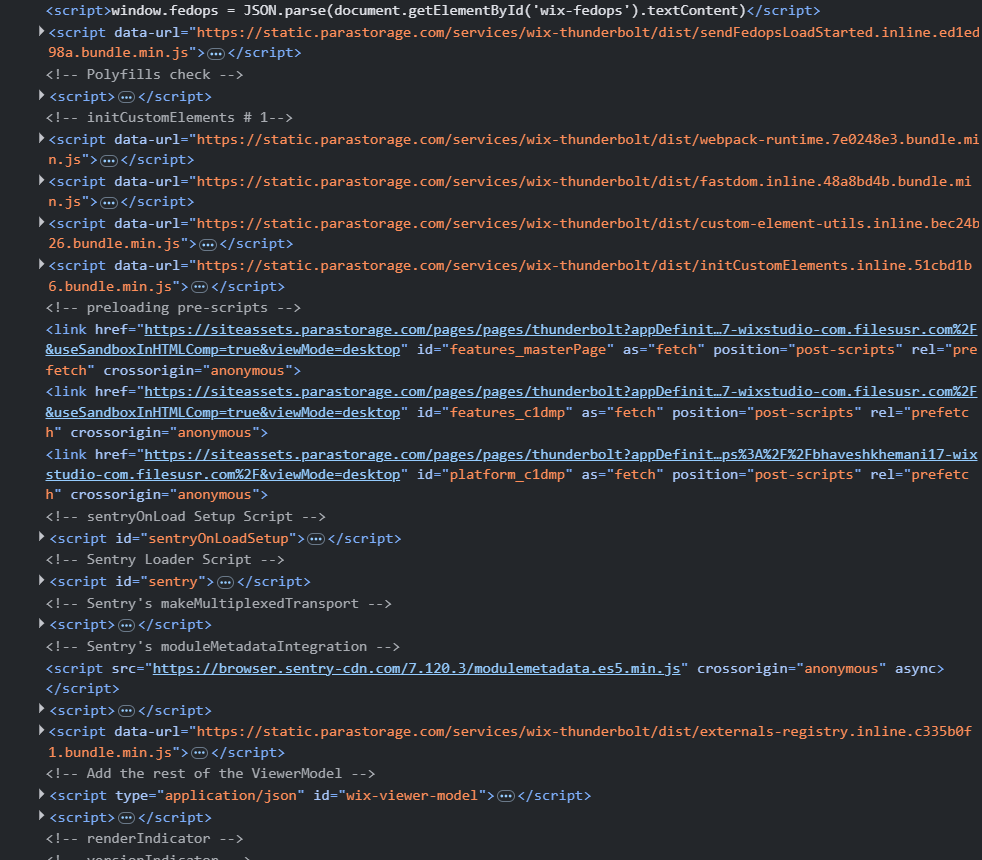 <script>window.fedops = JSON.parse(document.getElementById('wix-fedops').textContent)</script>
<script data-url="https://static.parastorage.com/services/wix-thunderbolt/dist/sendFedopsLoadStarted.inline.ed1ed
98a.bundle.min.js">…</script>
<!-- Polyfills check -->
<script>…</script>
<!-- initCustomElements # 1-->
<script data-url="https://static.parastorage.com/services/wix-thunderbolt/dist/webpack-runtime.7e0248e3.bundle.mi
n.js">…</script>
<script data-url="https://static.parastorage.com/services/wix-thunderbolt/dist/fastdom.inline.48a8bd4b.bundle.mi
n.js">…</script>
<script data-url="https://static.parastorage.com/services/wix-thunderbolt/dist/custom-element-utils.inline.bec24b
26.bundle.min.js">…</script>
<script data-url="https://static.parastorage.com/services/wix-thunderbolt/dist/initCustomElements.inline.51cbd1b
6.bundle.min.js">…</script>
<!-- preloading pre-scripts -->
<link href="https://siteassets.parastorage.com/pages/pages/thunderbolt?appDefinit…7-wixstudio-com.filesusr.com%2F
&useSandboxInHTMLComp=true&viewMode=desktop" id="features_masterPage" as="fetch" position="post-scripts" rel="pre
fetch" crossorigin="anonymous">
<link href="https://siteassets.parastorage.com/pages/pages/thunderbolt?appDefinit…7-wixstudio-com.filesusr.com%2F
&useSandboxInHTMLComp=true&viewMode=desktop" id="features_c1dmp" as="fetch" position="post-scripts" rel="prefetc
h" crossorigin="anonymous">
<link href="https://siteassets.parastorage.com/pages/pages/thunderbolt?appDefinit…ps%3A%2F%2Fbhaveshkhemani17-wix
studio-com.filesusr.com%2F&viewMode=desktop" id="platform_c1dmp" as="fetch" position="post-scripts" rel="prefetc
h" crossorigin="anonymous">
<!-- sentryOnLoad Setup Script -->
<script id="sentryOnLoadSetup">…</script>
<!-- Sentry Loader Script -->
<script id="sentry">…</script>
<!-- Sentry's makeMultiplexedTransport -->
<script>…</script>
<!-- Sentry's moduleMetadataIntegration -->
<script src="https://browser.sentry-cdn.com/7.120.3/modulemetadata.es5.min.js" crossorigin="anonymous" async>
</script>
<script>…</script>
<script data-url="https://static.parastorage.com/services/wix-thunderbolt/dist/externals-registry.inline.c335b0f
1.bundle.min.js">…</script>
<!-- Add the rest of the ViewerModel -->
<script type="application/json" id="wix-viewer-model">…</script>
<script>…</script>
<!-- renderIndicator -->